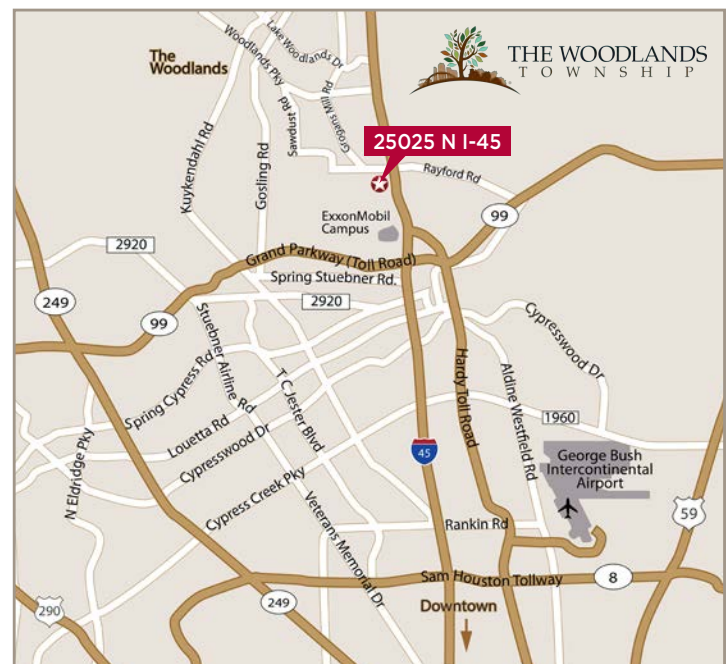 THE WOODLANDS
TOWNSHIP
The
Woodlands
Woodlands Pky
Lake Woodlands Dr
Grogans Mill Rd
Sawdust Rd
25025 N I-45
Rayford Rd
Kuykendahl Rd
Gosling Rd
ExxonMobil
Campus
99
2920
Grand Parkway (Toll Road)
Spring Stuebner Rd.
249
2920
99
Stuebner Airline Rd
Cypresswood Dr
Spring Cypress Rd
T C Jester Blvd
Hardy Toll Road
Aldine Westfield Rd
Louetta Rd
Cypresswood Dr
1960
N Eldridge Pky
45
George Bush
Intercontinental
Airport
Cypress Creek Pky
Veterans Memorial Dr
Rankin Rd
59
Sam Houston Tollway
8
290
249
Downtown